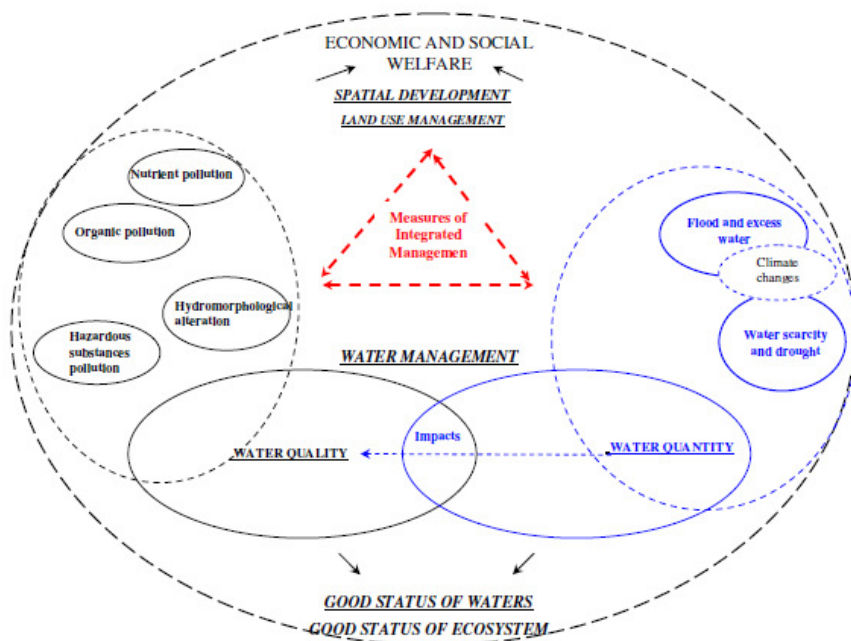 ECONOMIC AND SOCIAL
WELFARE
SPATIAL DEVELOPMENT
LAND USE MANAGEMENT
Nutrient pollution
Organic pollution
Hydromorphological
alteration
Hazardous
substances
pollution
Measures of
Integrated
Managemen
Flood and excess
water
Climate
changes
Water scarcity
and drought
WATER MANAGEMENT
Impacts
WATER QUALITY
WATER QUANTITY
GOOD STATUS OF WATERS
GOOD STATUS OF ECOSYSTEM